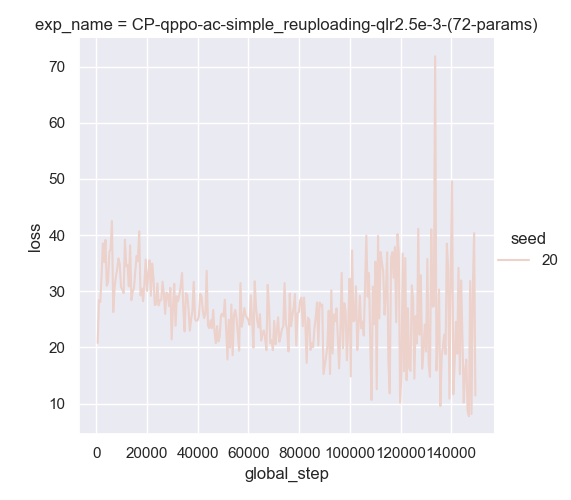 exp_name = CP-qppo-ac-simple_reuploading-qlr2.5e-3-(72-params)
70
60
50
40
30
20
10
loss
seed
20
0 20000 40000 60000 80000 100000 120000 140000
global_step